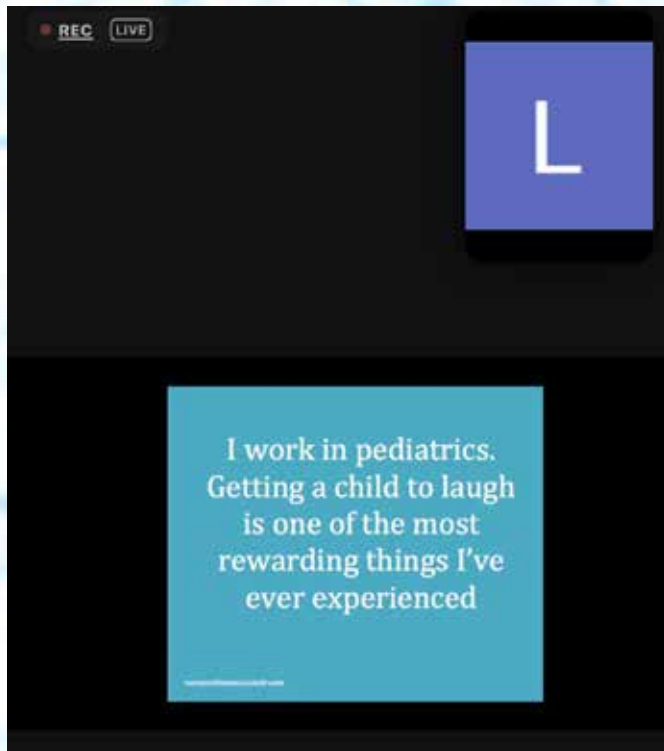 REC LIVE
L
I work in pediatrics.
Getting a child to laugh
is one of the most
rewarding things I've
ever experienced